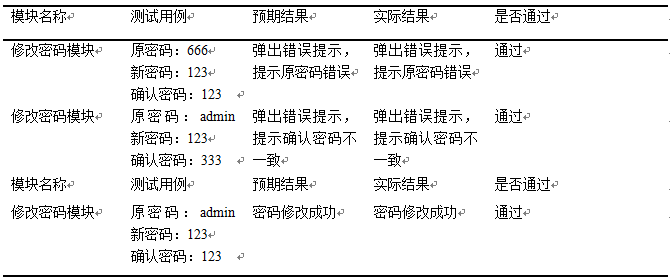 模块名称 测试用例 预期结果 实际结果 是否通过
修改密码模块 原密码：666 弹出错误提示， 弹出错误提示， 通过
新密码：123 提示原密码错误 提示原密码错误
确认密码：123
修改密码模块 原密码：admin 弹出错误提示， 弹出错误提示， 通过
新密码：123 提示确认密码不 提示确认密码不
确认密码：333 一致 一致
模块名称 测试用例 预期结果 实际结果 是否通过
修改密码模块 原密码：admin 密码修改成功 密码修改成功 通过
新密码：123
确认密码：123